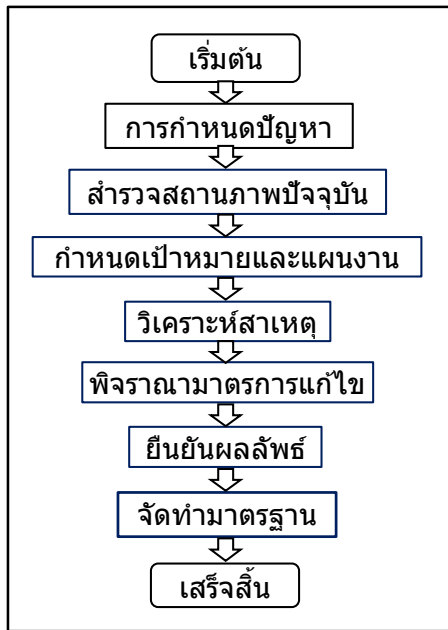 เริ่มต้น
การกำหนดปัญหา
สำรวจสถานภาพปัจจุบัน
กำหนดเป้าหมายและแผนงาน
วิเคราะห์สาเหตุ
พิจราณามาตรการแก้ไข
ยืนยันผลลัพธ์
จัดทำมาตรฐาน
เสร็จสิ้น